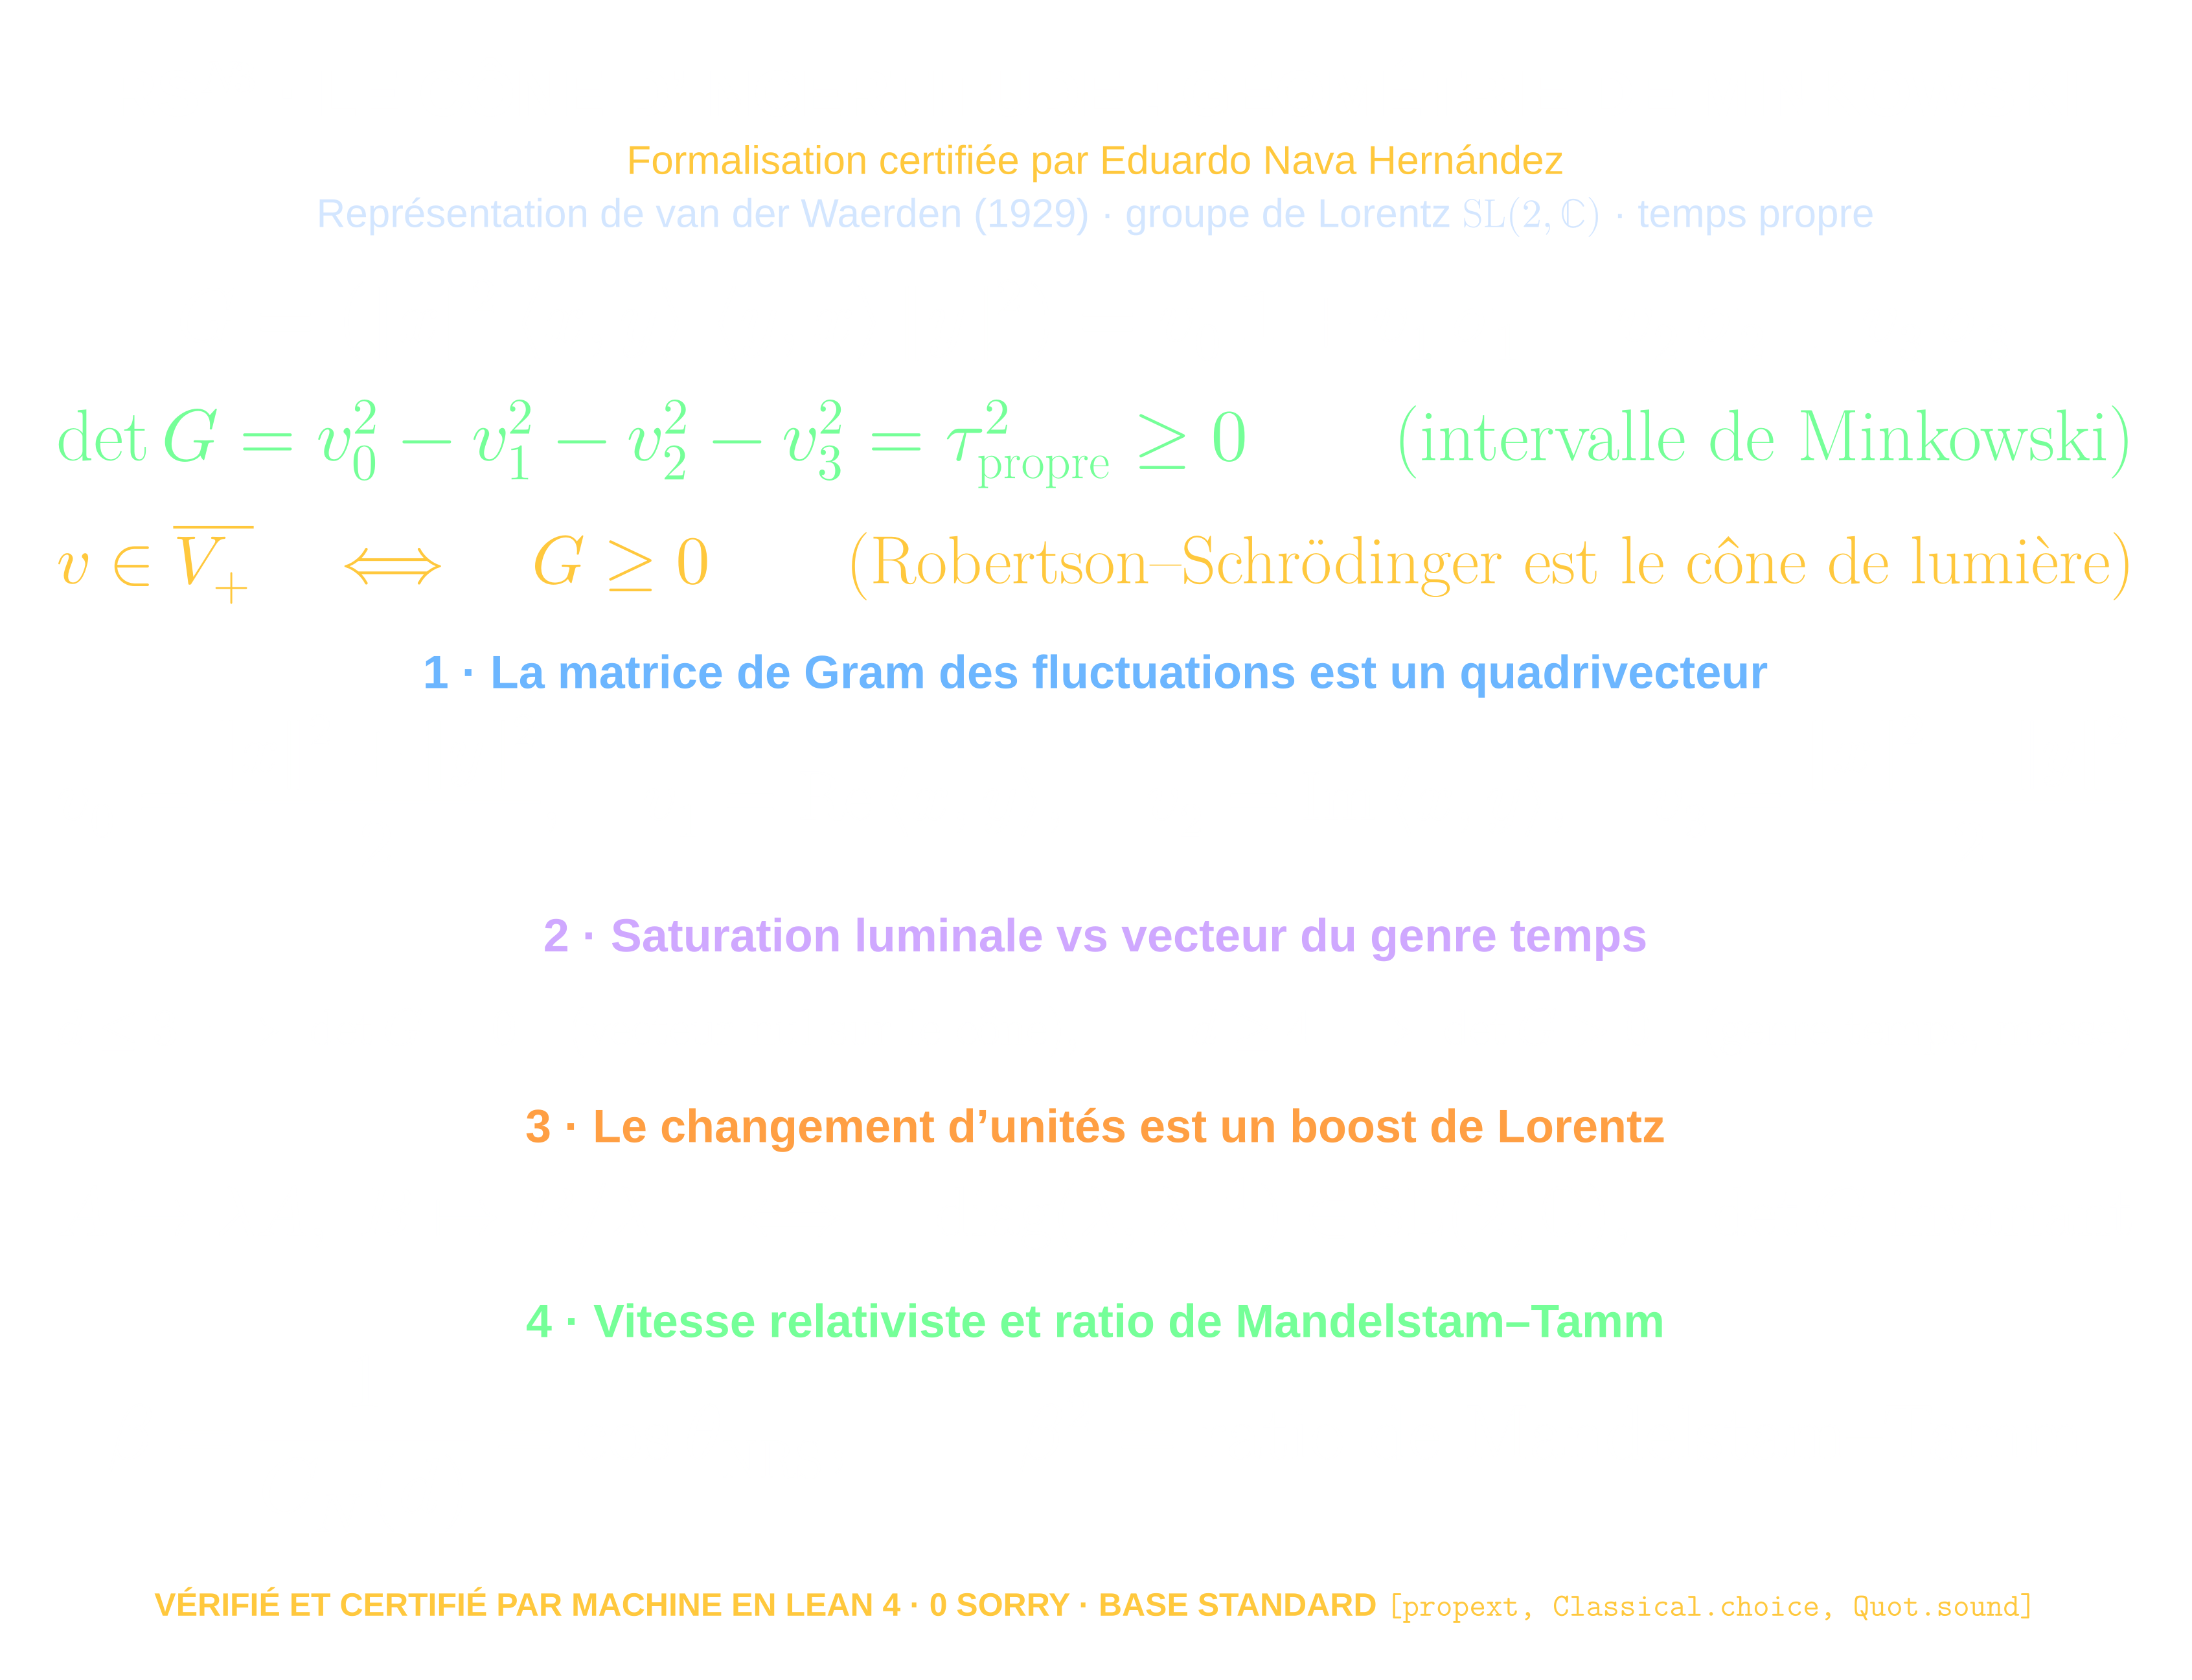 Formalisation certifiée par Eduardo Nava Hernández
Représentation de van der Waerden (1929) · groupe de Lorentz SL(2, ℂ) · temps propre
det G = v₀² − v₁² − v₂² − v₃² = τ²_propre ≥ 0 (intervalle de Minkowski)
v ∈ V̅₊ ⟺ G ≥ 0 (Robertson–Schrödinger est le cône de lumière)
1 · La matrice de Gram des fluctuations est un quadrivecteur
2 · Saturation luminale vs vecteur du genre temps
3 · Le changement d’unités est un boost de Lorentz
4 · Vitesse relativiste et ratio de Mandelstam–Tamm
VÉRIFIÉ ET CERTIFIÉ PAR MACHINE EN LEAN 4 · 0 SORRY · BASE STANDARD [propext, Classical.choice, Quot.sound]